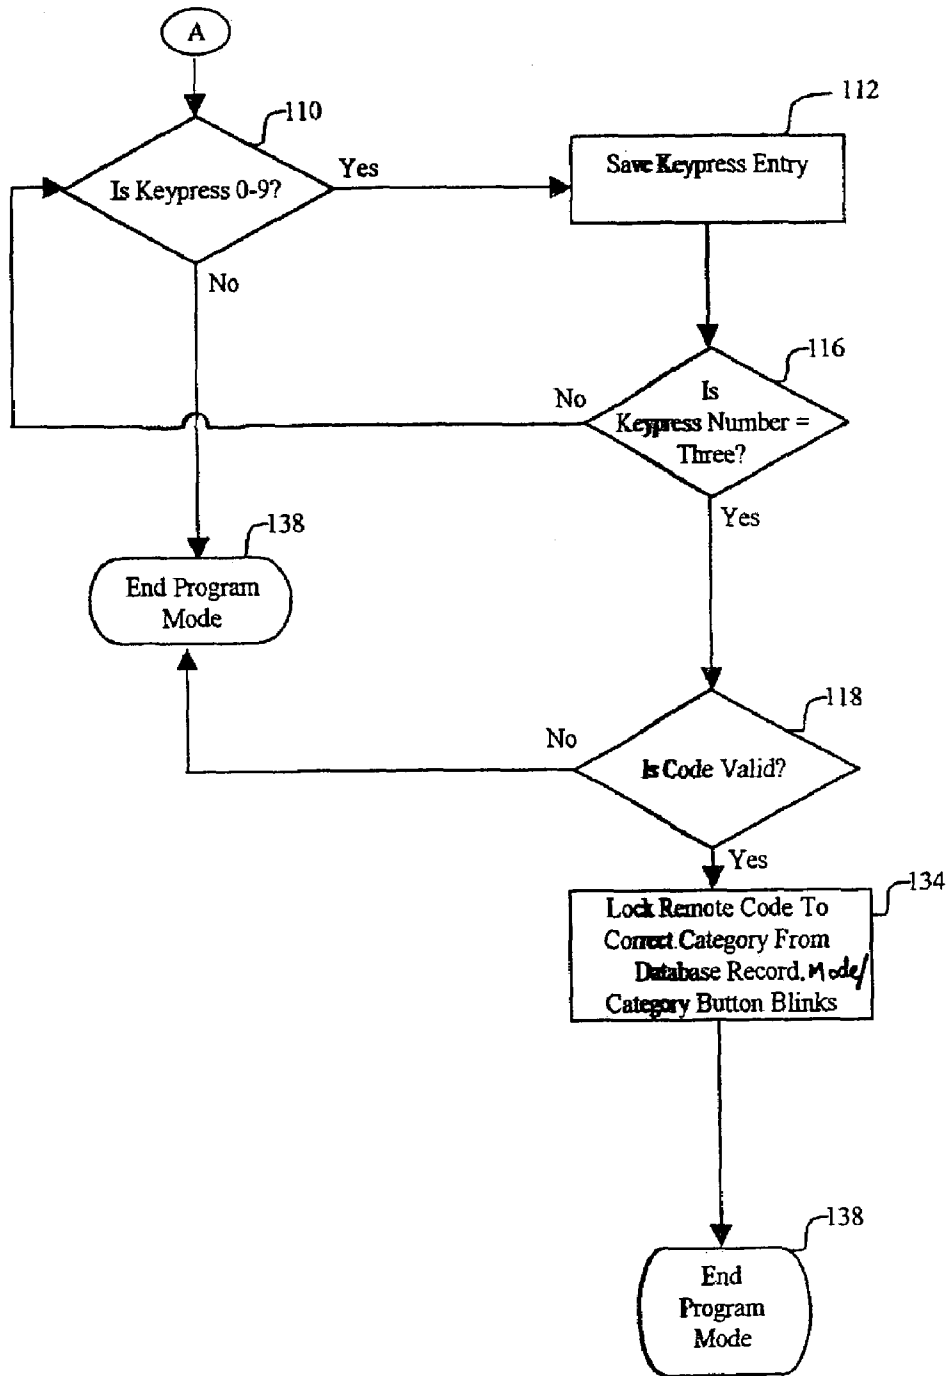 A
110
Is Keypress 0-9?
Yes
No
112
Save Keypress Entry
116
Is
Keypress Number =
Three?
No
Yes
138
End Program
Mode
118
Is Code Valid?
No
Yes
134
Lock Remote Code To
Correct Category From
Database Record. Mode/
Category Button Blinks
138
End
Program
Mode